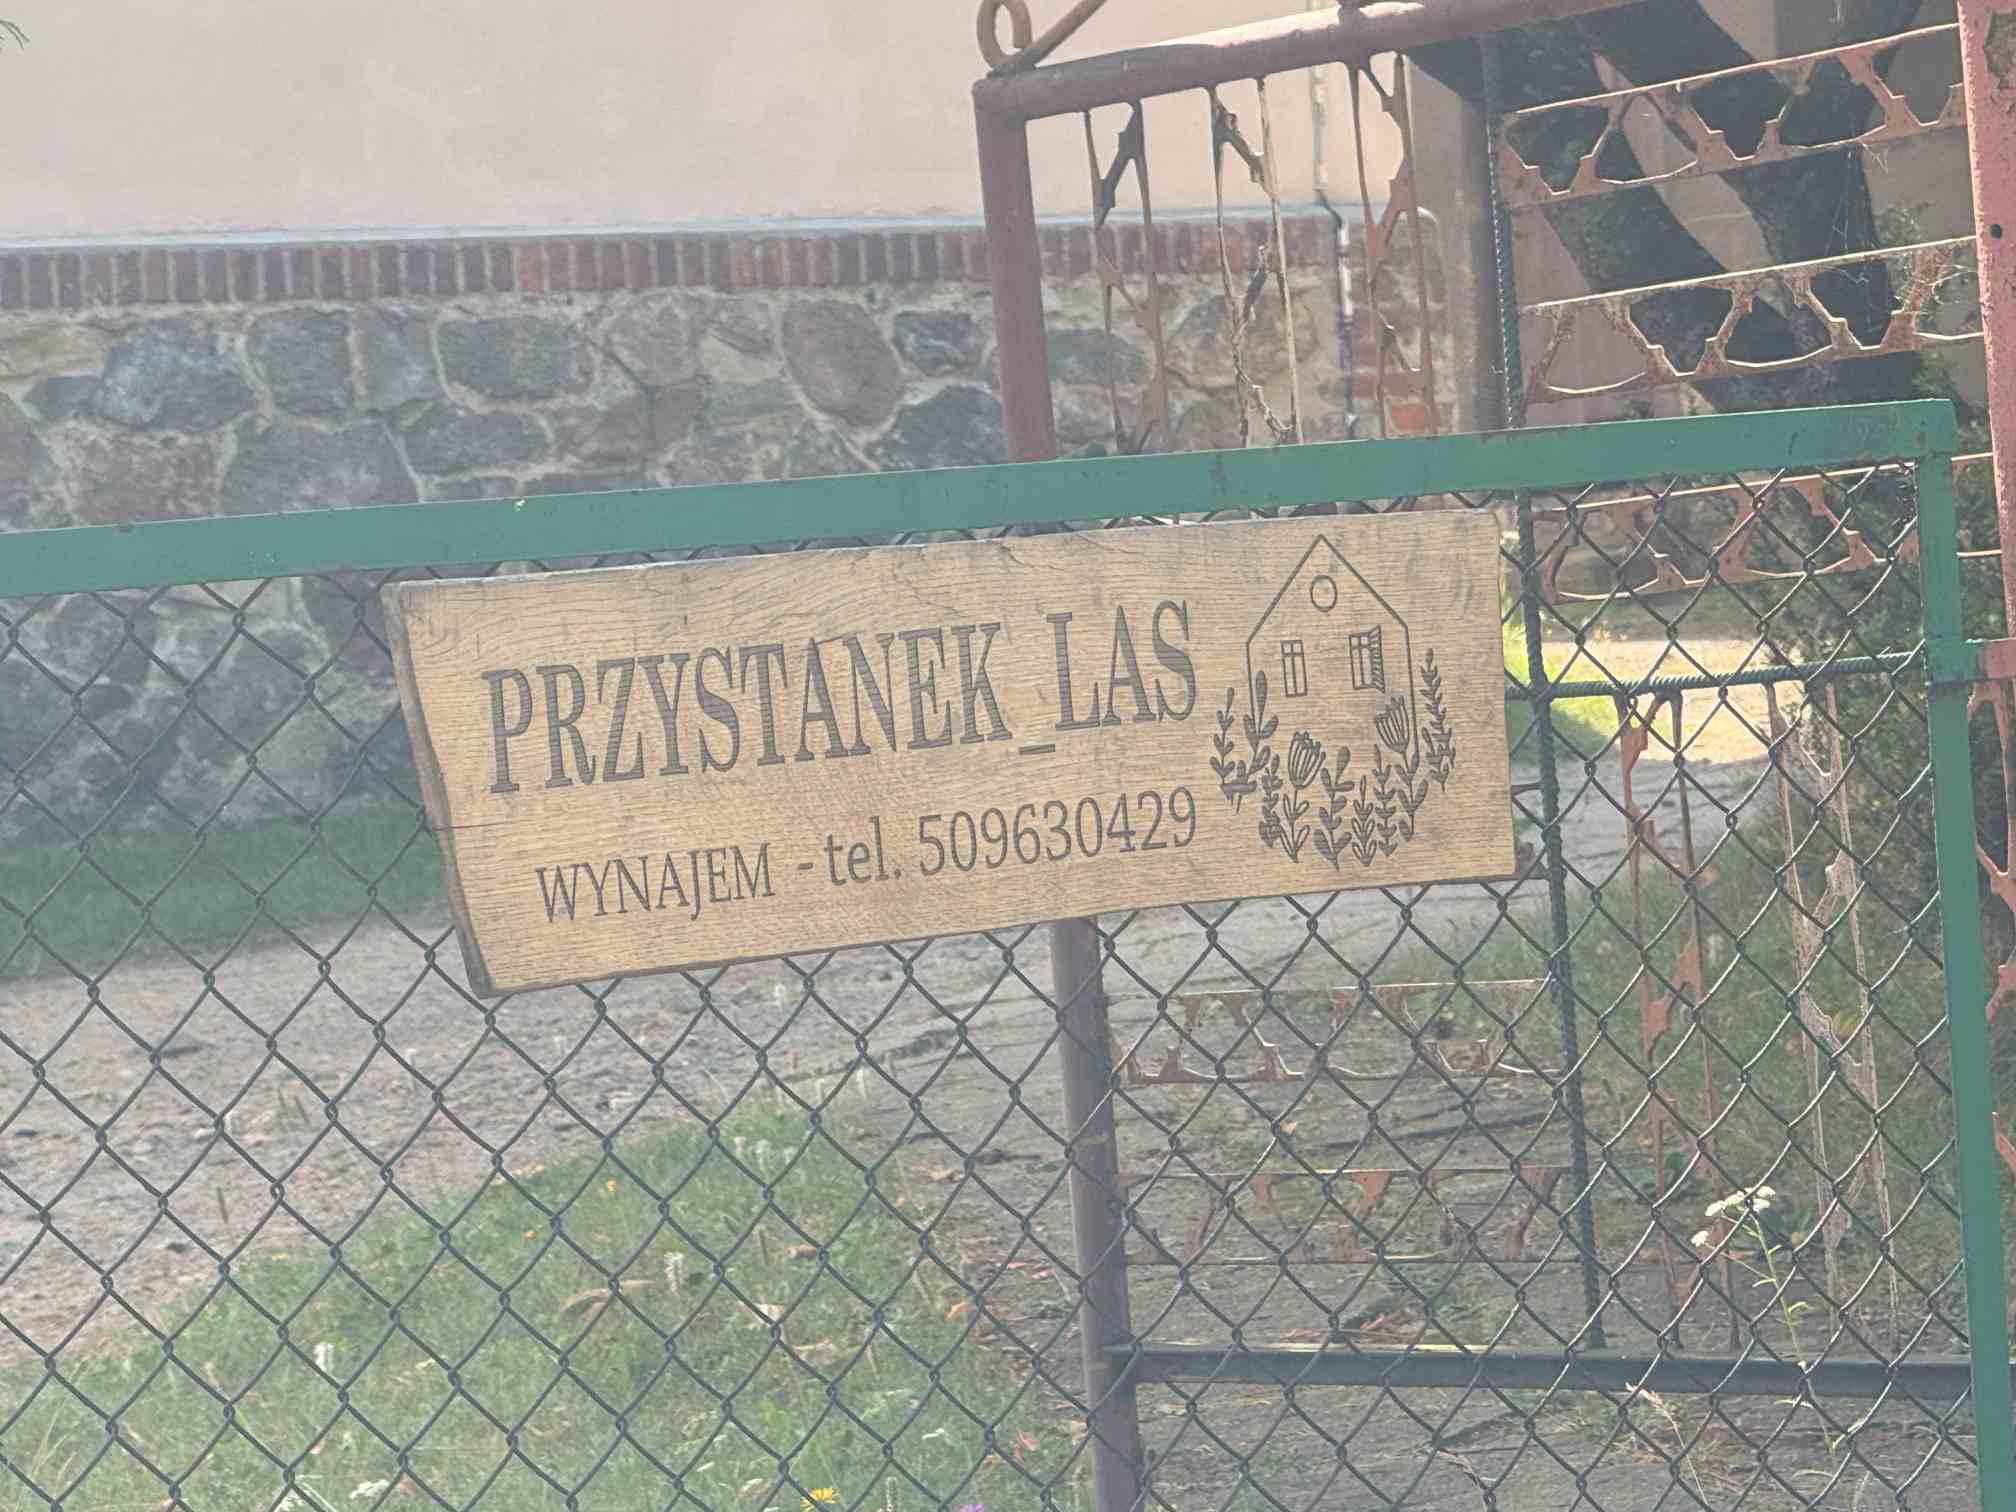 PRZYSTANEK_LAS
WYNAJEM - tel. 509630429